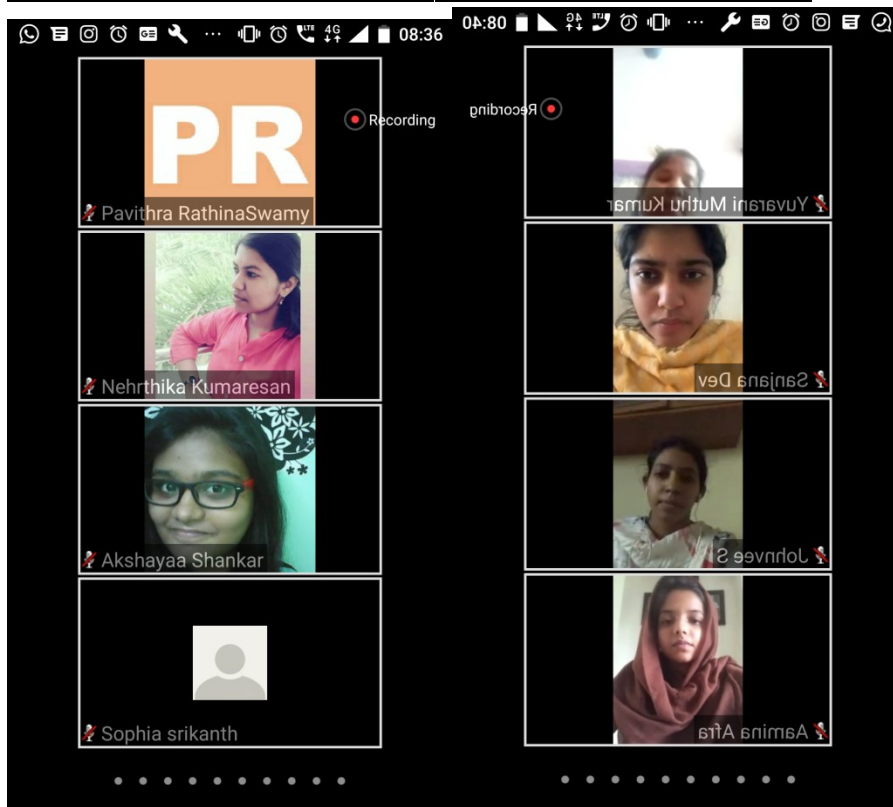 08:36
Recording
PR
Pavithra RathinaSwamy
Nehrthika Kumaresan
Akshayaa Shankar
Sophia srikanth
08:40
Recording
Yuvarani Muthu Kumar
Sanjana Dev
Johnvee S
Aamina Afra